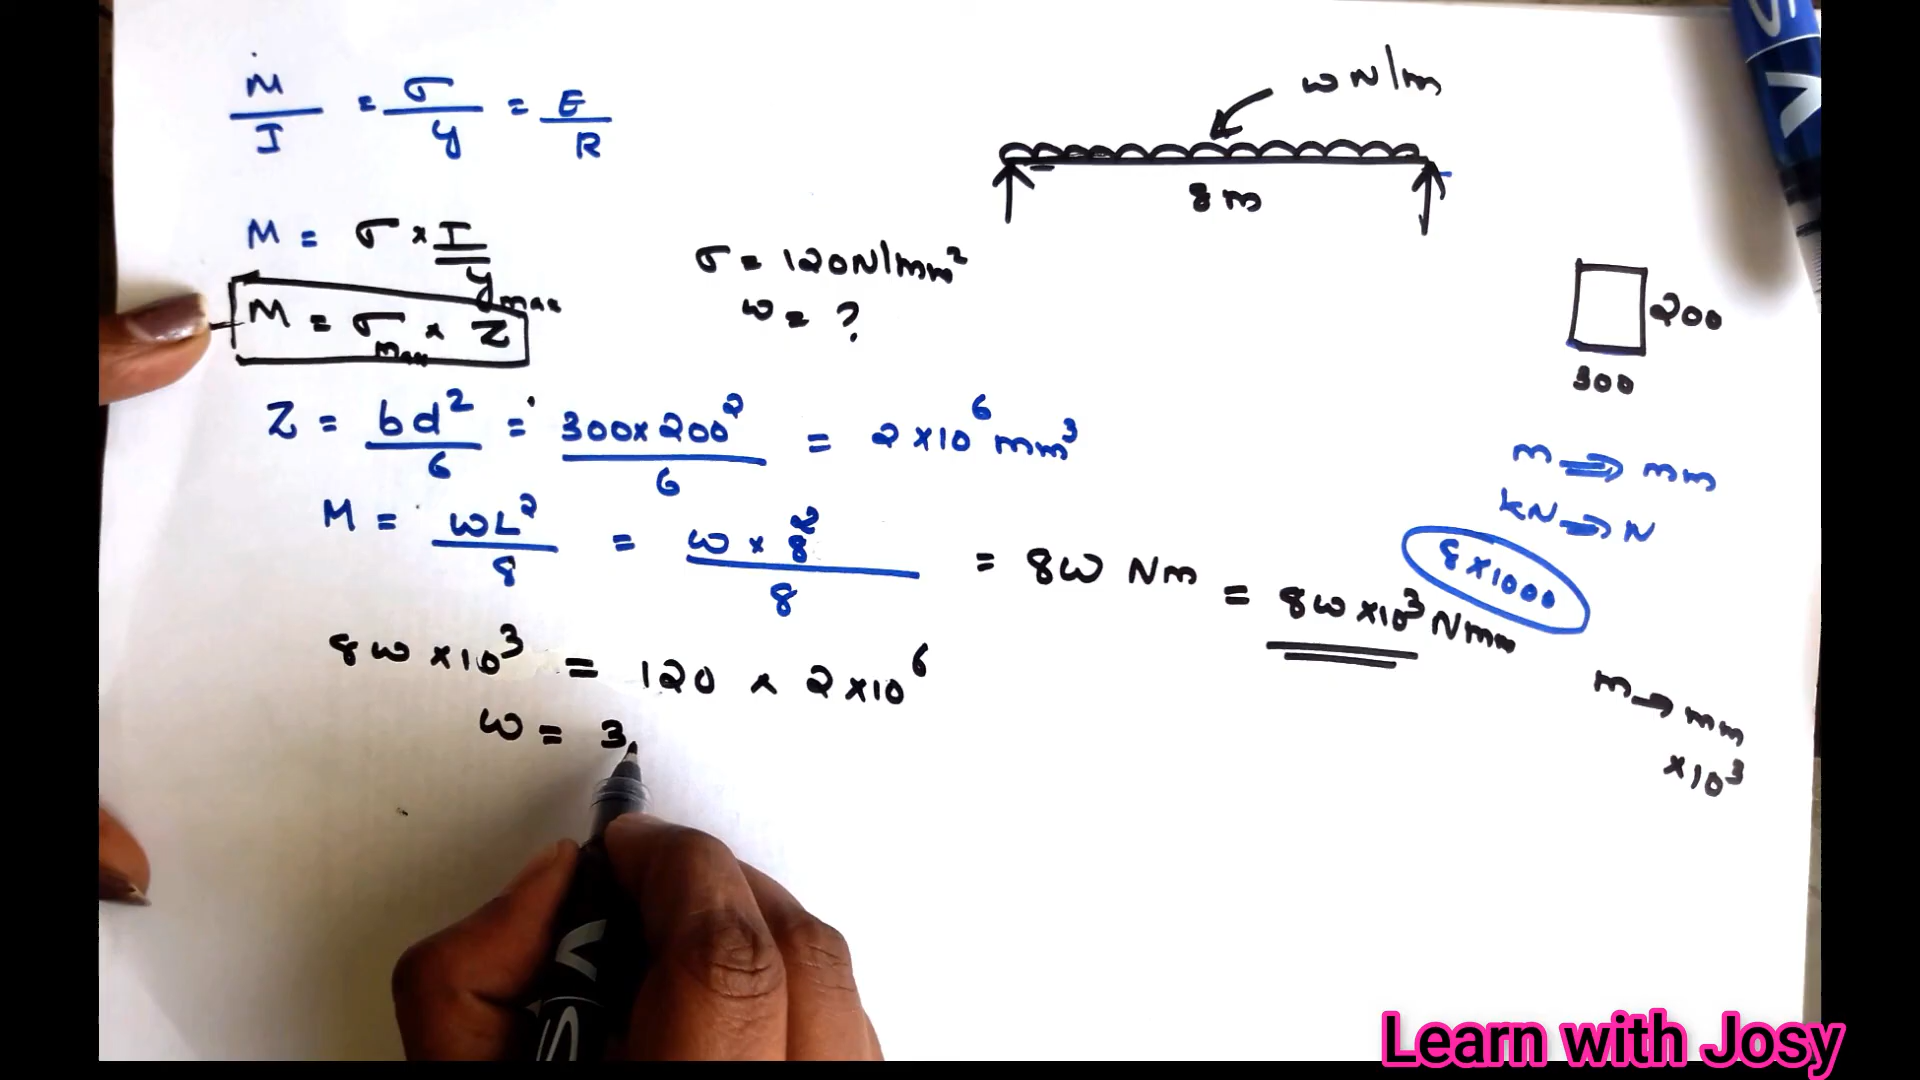 M/I = σ/y = E/R
w N/m
8 m
M = σ × I/ymax
σ = 120 N/mm²
w = ?
M = σmax × Z
200
300
Z = bd²/6 = 300×200²/6 = 2×10⁶ mm³
m ⇒ mm
kN ⇒ N
8×1000
M = wL²/8 = w × 8²/8 = 8w Nm = 8w×10³ Nmm
8w×10³ = 120 × 2×10⁶
m → mm
×10³
w = 3
VIS
Learn with Josy